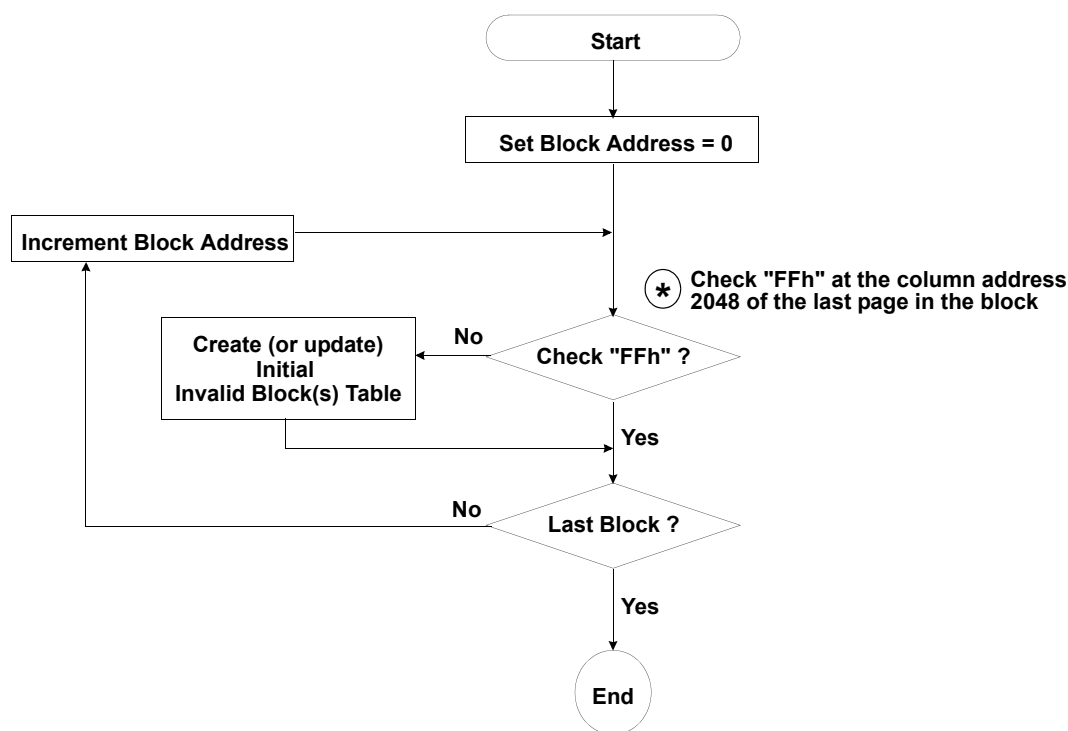 Start
Set Block Address = 0
Increment Block Address
* Check "FFh" at the column address
2048 of the last page in the block
No
Create (or update)
Initial
Invalid Block(s) Table
Check "FFh" ?
Yes
No
Last Block ?
Yes
End